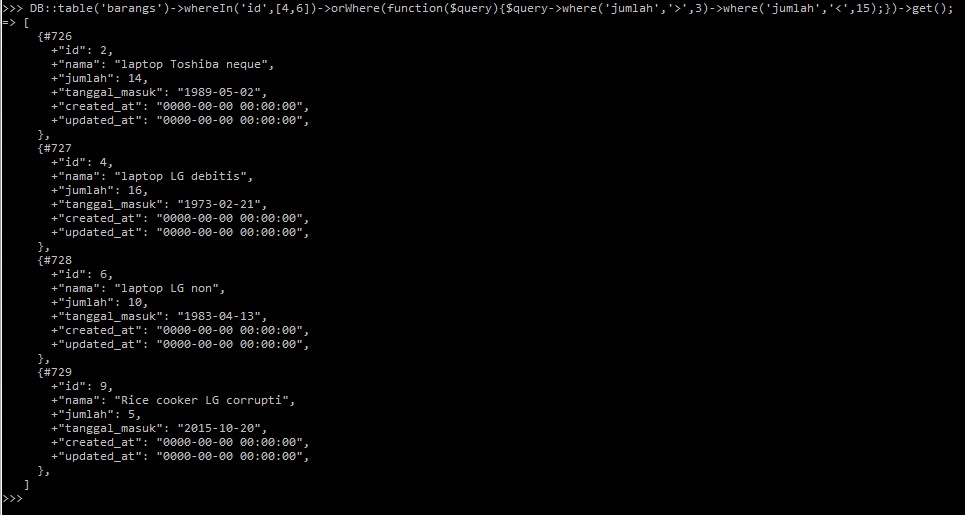 >>> DB::table('barangs')->whereIn('id',[4,6])->orWhere(function($query){$query->where('jumlah','>',3)->where('jumlah','<',15);})->get();
=> [
     {#726
       +"id": 2,
       +"nama": "laptop Toshiba neque",
       +"jumlah": 14,
       +"tanggal_masuk": "1989-05-02",
       +"created_at": "0000-00-00 00:00:00",
       +"updated_at": "0000-00-00 00:00:00",
     },
     {#727
       +"id": 4,
       +"nama": "laptop LG debitis",
       +"jumlah": 16,
       +"tanggal_masuk": "1973-02-21",
       +"created_at": "0000-00-00 00:00:00",
       +"updated_at": "0000-00-00 00:00:00",
     },
     {#728
       +"id": 6,
       +"nama": "laptop LG non",
       +"jumlah": 10,
       +"tanggal_masuk": "1983-04-13",
       +"created_at": "0000-00-00 00:00:00",
       +"updated_at": "0000-00-00 00:00:00",
     },
     {#729
       +"id": 9,
       +"nama": "Rice cooker LG corrupti",
       +"jumlah": 5,
       +"tanggal_masuk": "2015-10-20",
       +"created_at": "0000-00-00 00:00:00",
       +"updated_at": "0000-00-00 00:00:00",
     },
   ]
>>>